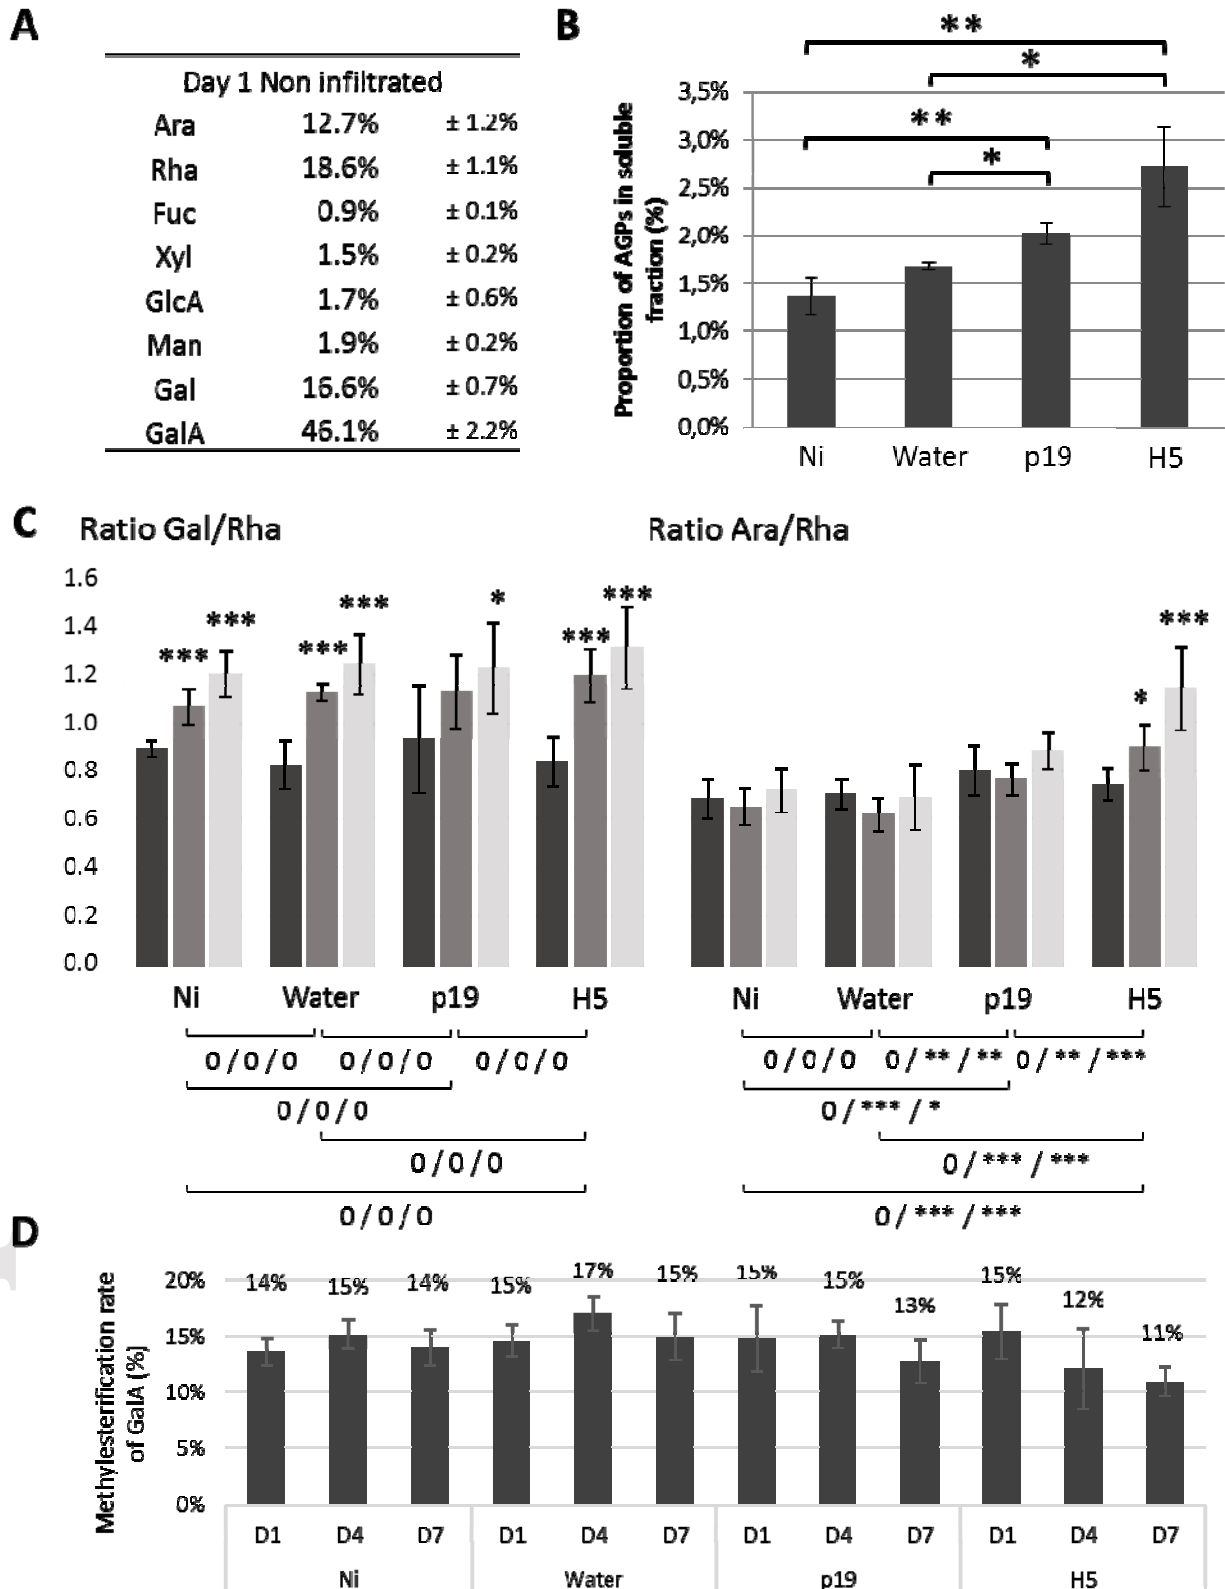 A
Day 1 Non infiltrated
Ara 12.7% ± 1.2%
Rha 18.6% ± 1.1%
Fuc 0.9% ± 0.1%
Xyl 1.5% ± 0.2%
GlcA 1.7% ± 0.6%
Man 1.9% ± 0.2%
Gal 16.6% ± 0.7%
GalA 46.1% ± 2.2%
B
Proportion of AGPs in soluble
fraction (%)
**
*
3,5%
**
3,0%
*
2,5%
2,0%
1,5%
1,0%
0,5%
0,0%
Ni Water p19 H5
C
Ratio Gal/Rha
1.6
1.4
1.2
1.0
0.8
0.6
0.4
0.2
0.0
*** *** *** *** * *** ***
Ni Water p19 H5
0 / 0 / 0 0 / 0 / 0 0 / 0 / 0
0 / 0 / 0
0 / 0 / 0
0 / 0 / 0
Ratio Ara/Rha
* ***
Ni Water p19 H5
0 / 0 / 0 0 / ** / ** 0 / ** / ***
0 / *** / *
0 / *** / ***
0 / *** / ***
D
Methylesterification rate
of GalA (%)
20%
15%
10%
5%
0%
14% 15% 14% 15% 17% 15% 15% 15% 13% 15% 12% 11%
D1 D4 D7 D1 D4 D7 D1 D4 D7 D1 D4 D7
Ni Water p19 H5